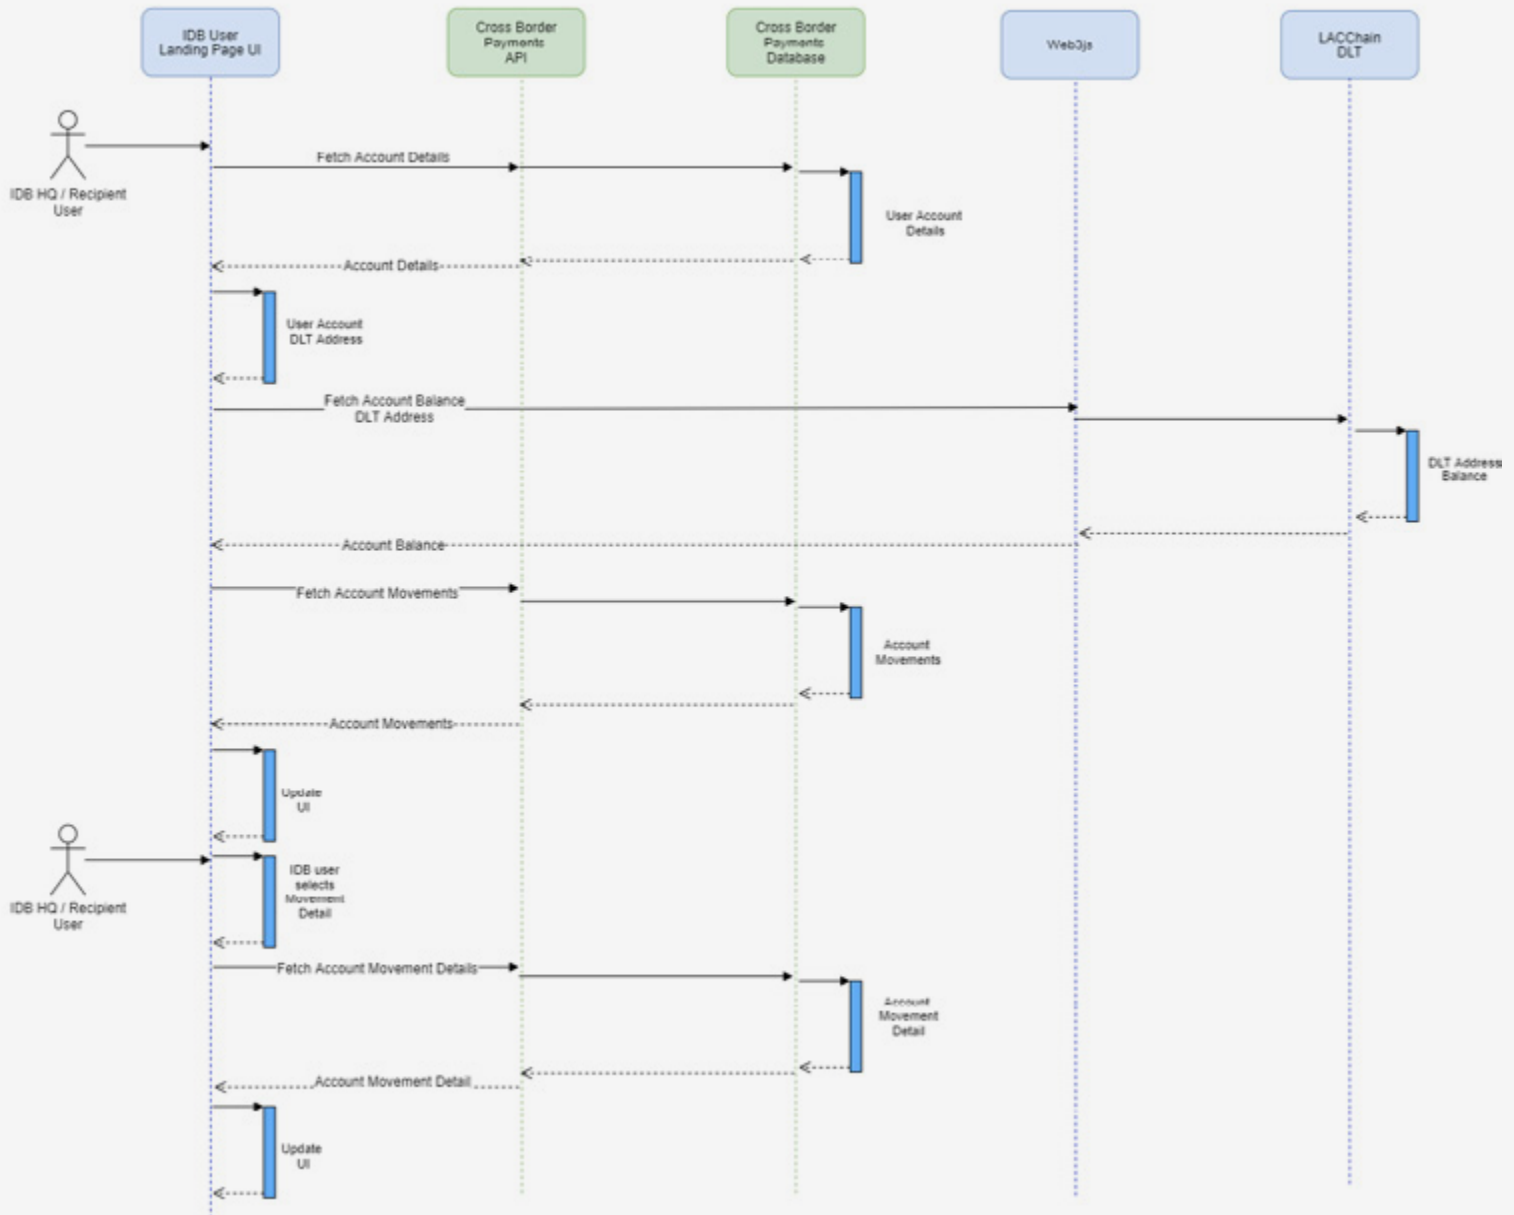 IDB User
Landing Page UI
Cross Border
Payments
API
Cross Border
Payments
Database
Web3js
LACChain
DLT
IDB HQ / Recipient
User
Fetch Account Details
User Account
Details
Account Details
User Account
DLT Address
Fetch Account Balance
DLT Address
DLT Address
Balance
Account Balance
Fetch Account Movements
Account
Movements
Account Movements
Update
UI
IDB HQ / Recipient
User
IDB user
selects
Movement
Detail
Fetch Account Movement Details
Account
Movement
Detail
Account Movement Detail
Update
UI